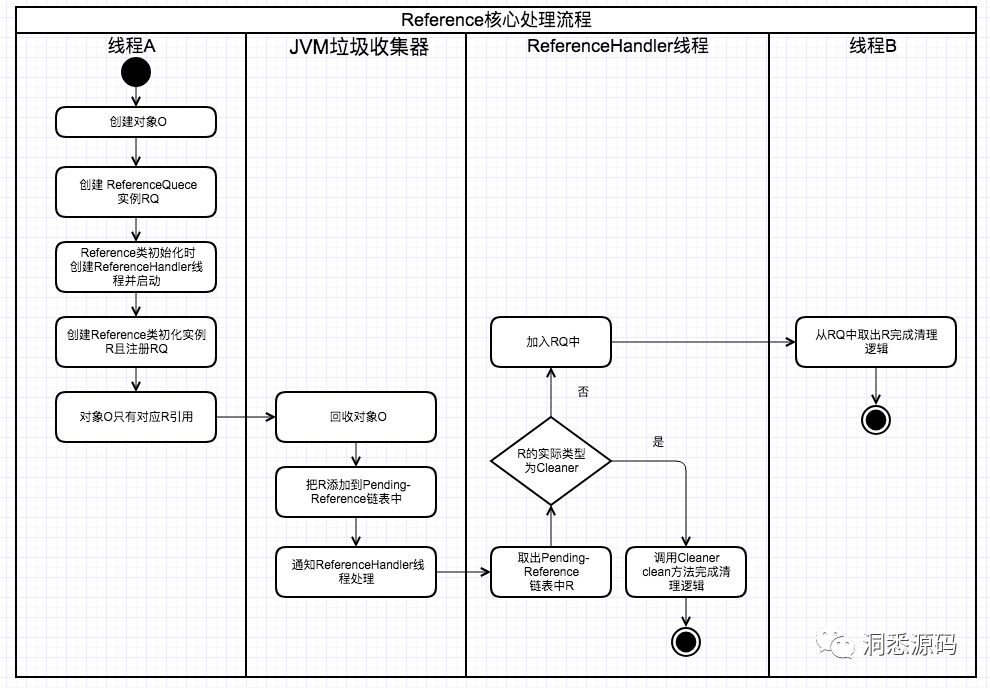 Reference核心处理流程
线程A
JVM垃圾收集器
ReferenceHandler线程
线程B
创建对象O
创建 ReferenceQuece
实例RQ
Reference类初始化时
创建ReferenceHandler线
程并启动
创建Reference类初化实例
R且注册RQ
对象O只有对应R引用
回收对象O
把R添加到Pending-
Reference链表中
通知ReferenceHandler线
程处理
取出Pending-
Reference
链表中R
R的实际类型
为Cleaner
否
是
加入RQ中
调用Cleaner
clean方法完成清
理逻辑
从RQ中取出R完成清理
逻辑
洞悉源码